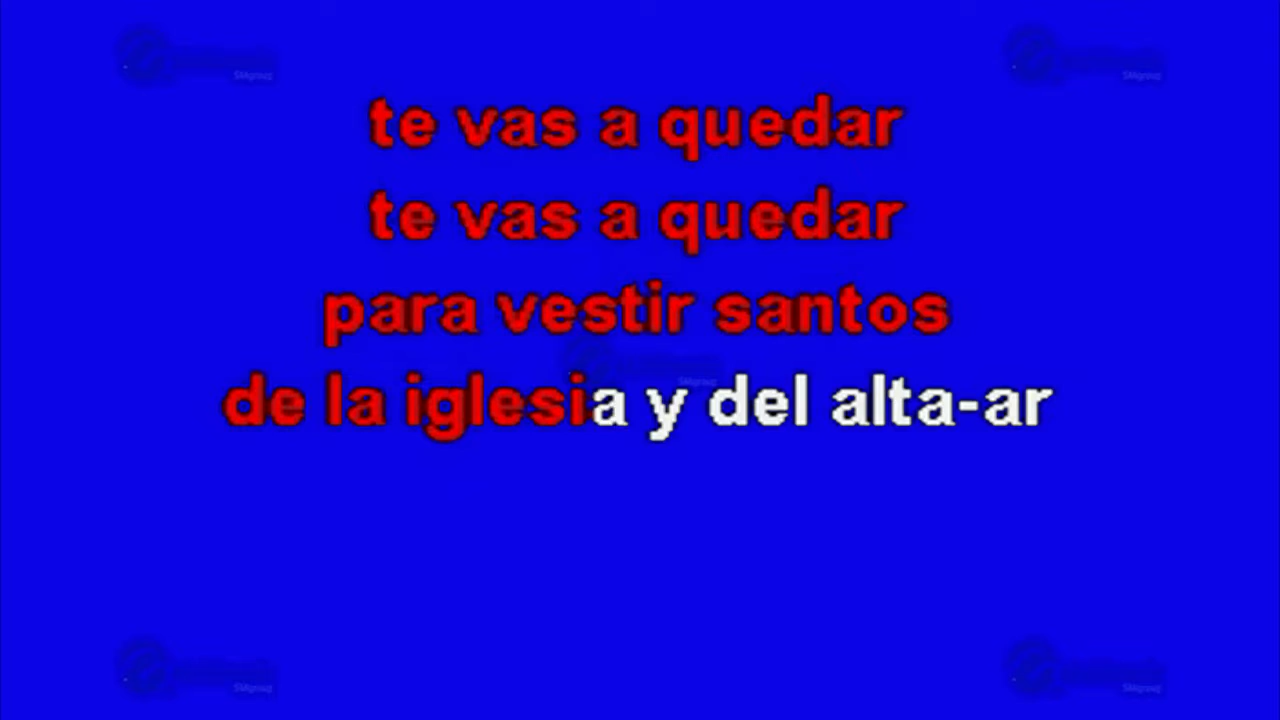 te vas a quedar
te vas a quedar
para vestir santos
de la iglesia y del alta-ar